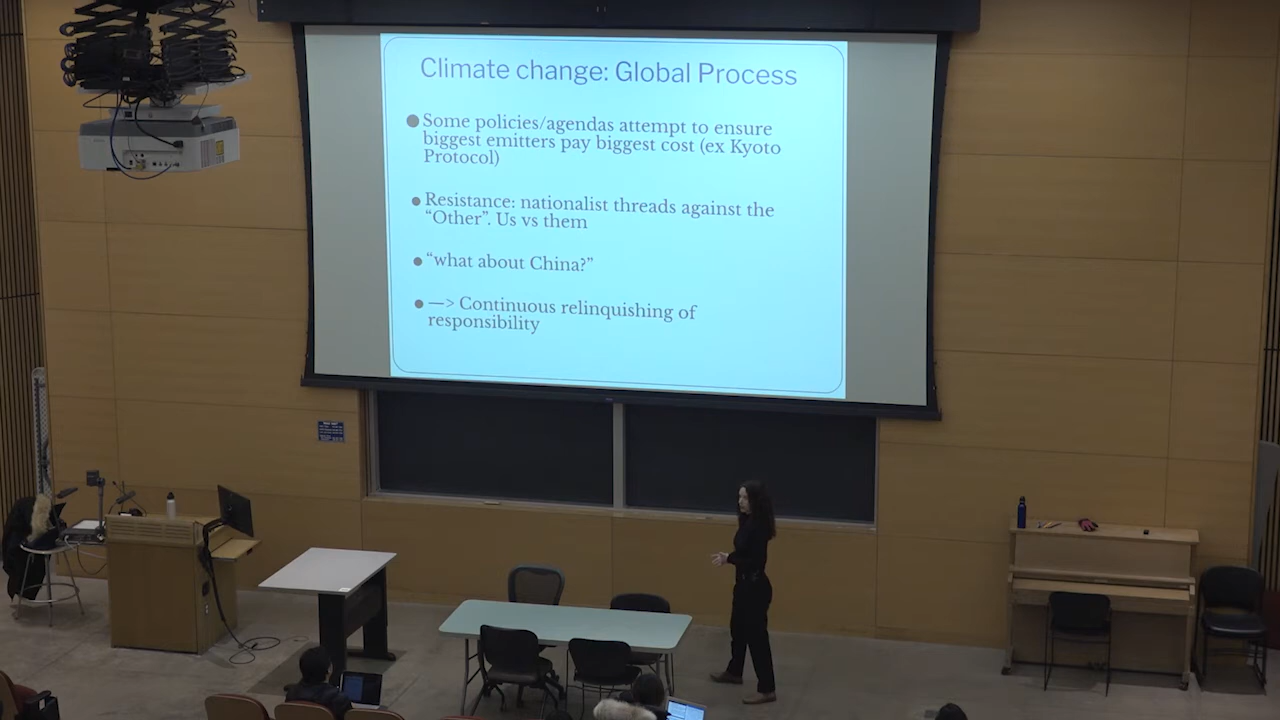 Climate change: Global Process
Some policies/agendas attempt to ensure
biggest emitters pay biggest cost (ex Kyoto
Protocol)
Resistance: nationalist threads against the
“Other”. Us vs them
“what about China?”
—> Continuous relinquishing of
responsibility